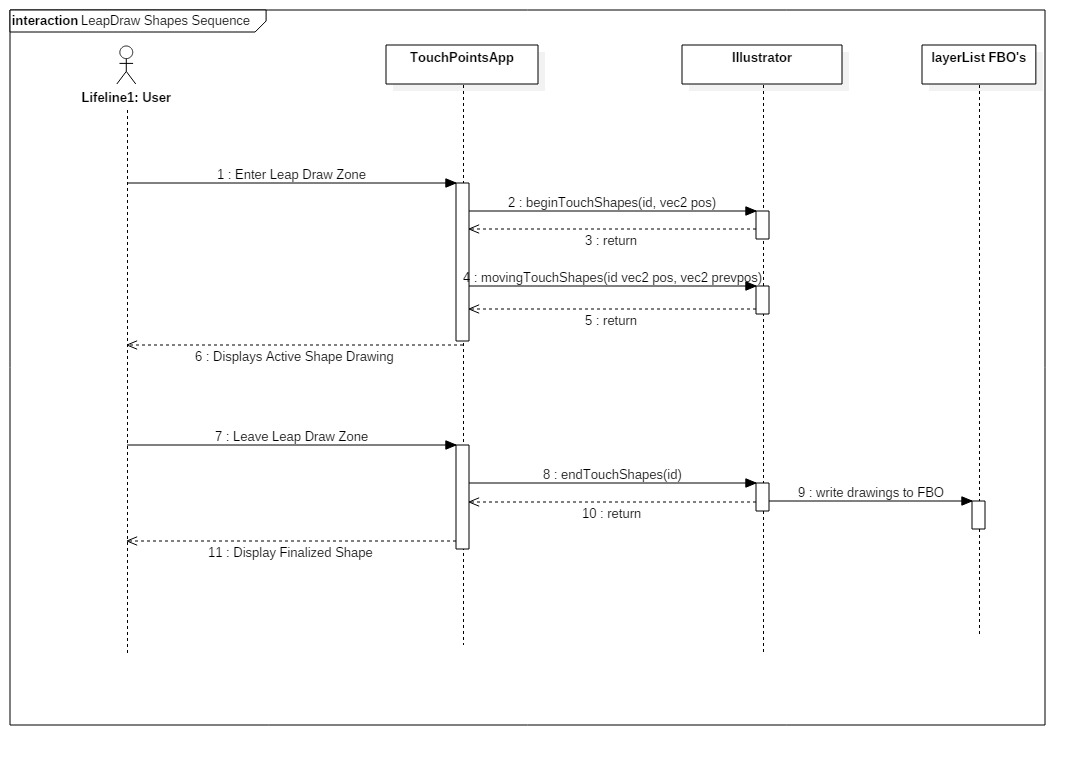 interaction LeapDraw Shapes Sequence
TouchPointsApp
Illustrator
layerList FBO's
Lifeline1: User
1 : Enter Leap Draw Zone
2 : beginTouchShapes(id, vec2 pos)
3 : return
4 : movingTouchShapes(id vec2 pos, vec2 prevpos)
5 : return
6 : Displays Active Shape Drawing
7 : Leave Leap Draw Zone
8 : endTouchShapes(id)
9 : write drawings to FBO
10 : return
11 : Display Finalized Shape